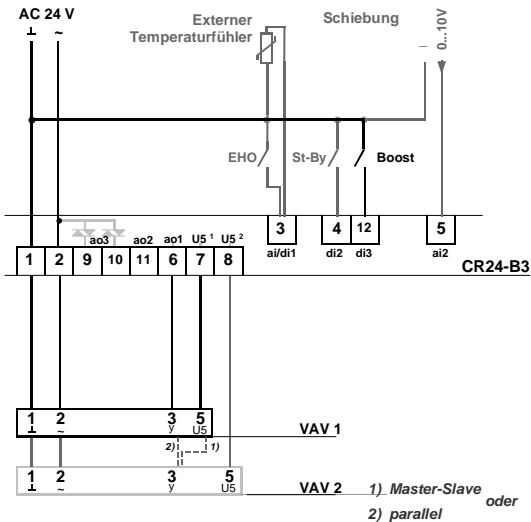 AC 24 V
⊥ ~
Externer
Temperaturfühler
Schiebung
– 0...10V
EHO St-By Boost
3 4 12 5
ai/di1 di2 di3 ai2
ao3 ao2 ao1 U5 1 U5 2
1 2 9 10 11 6 7 8
CR24-B3
1 2 3 5
⊥ ~ y U5
VAV 1
2) 1)
1 2 3 5
⊥ ~ y U5
VAV 2
1) Master-Slave
oder
2) parallel